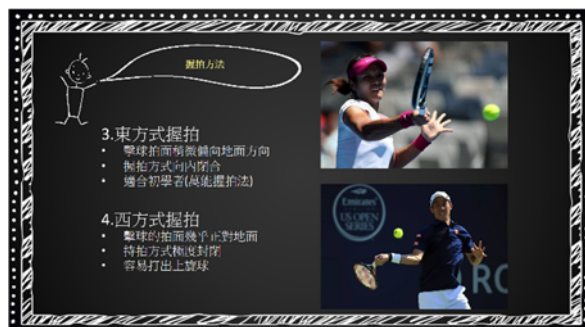 握拍方法
3.東方式握拍
• 擊球拍面稍微偏向地面方向
• 握拍方式向內閉合
• 適合初學者(萬能握拍法)
4.西方式握拍
• 擊球的拍面幾乎正對地面
• 持拍方式極度封閉
• 容易打出上旋球
Emirates
US OPEN
SERIES
RO